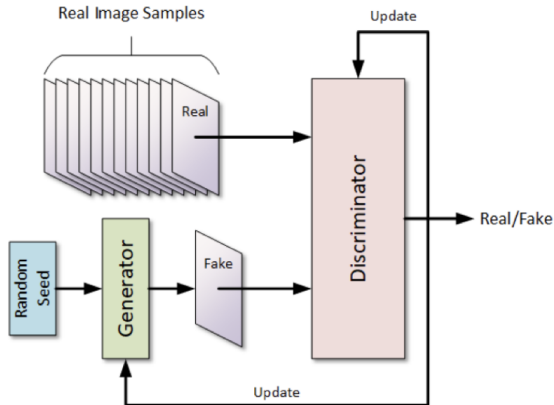 Real Image Samples
Update
Real
Discriminator
Real/Fake
Random
Seed
Generator
Fake
Update